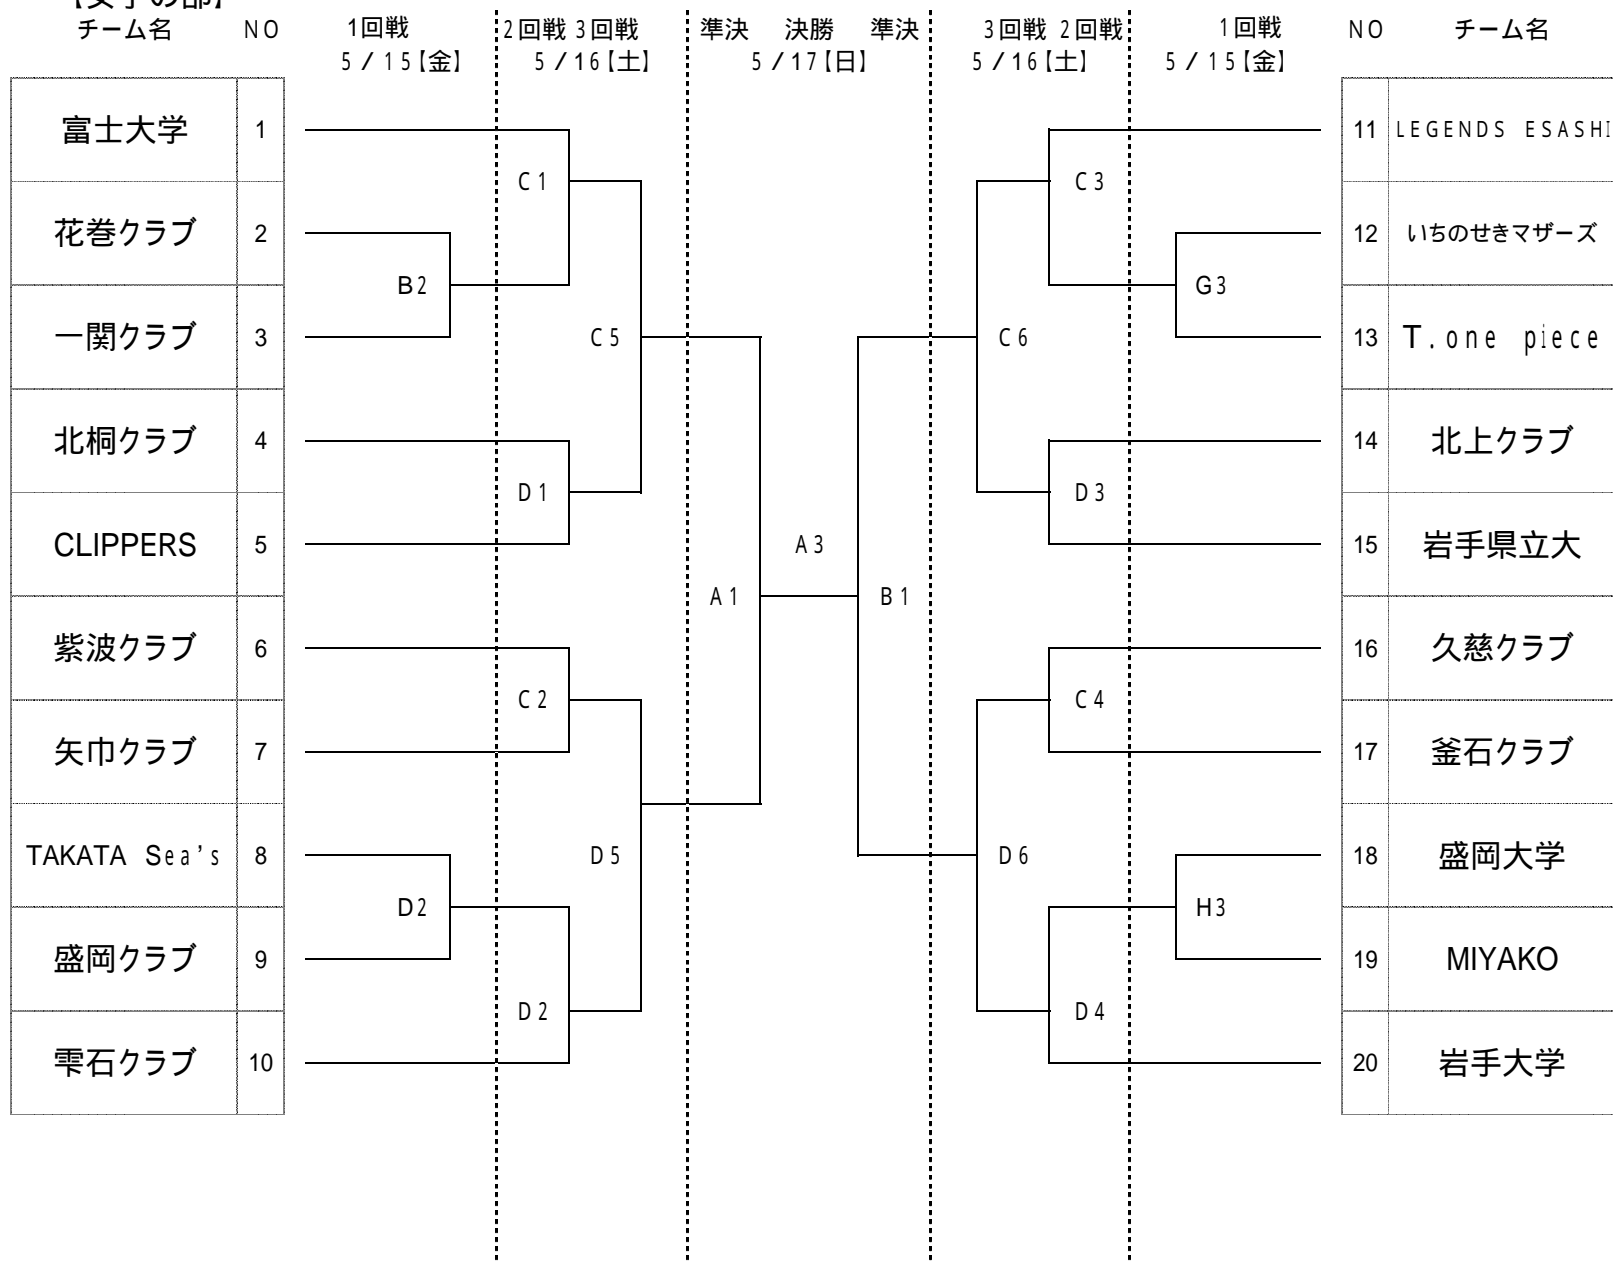 【女子の部】
チーム名 NO 1回戦 2回戦 3回戦 準決 決勝 準決 3回戦 2回戦 1回戦 NO チーム名
5/15【金】 5/16【土】 5/17【日】 5/16【土】 5/15【金】
富士大学 1 11 LEGENDS ESASHI
C1 C3
花巻クラブ 2 12 いちのせきマザーズ
B2 G3
一関クラブ 3 C5 C6 13 T.one piece
北桐クラブ 4 14 北上クラブ
D1 D3
CLIPPERS 5 A3 15 岩手県立大
A1 B1
紫波クラブ 6 16 久慈クラブ
C2 C4
矢巾クラブ 7 17 釜石クラブ
TAKATA Sea's 8 D5 D6 18 盛岡大学
D2 H3
盛岡クラブ 9 19 MIYAKO
D2 D4
雫石クラブ 10 20 岩手大学